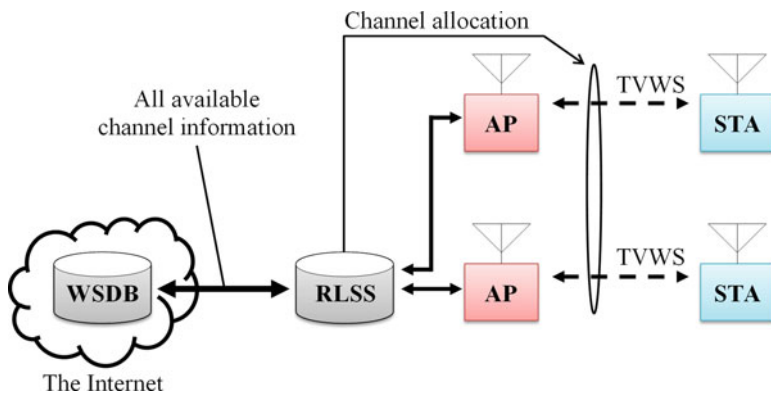 Channel allocation
All available
channel information
TVWS
AP
STA
WSDB
RLSS
TVWS
AP
STA
The Internet